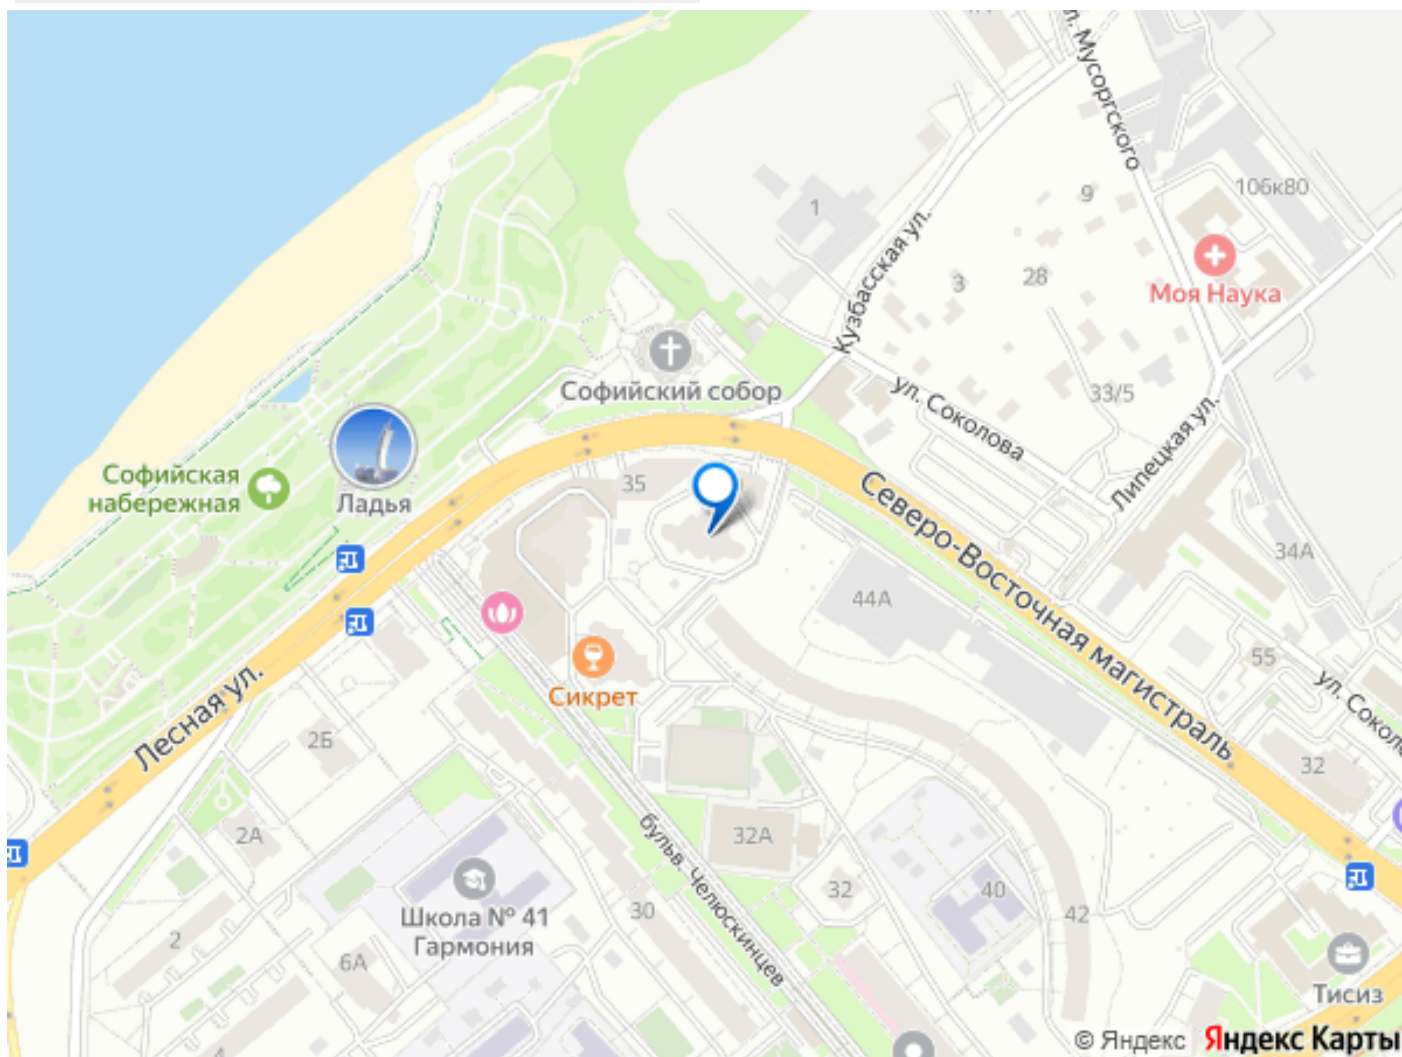 ул. Мусоргского
1
9
106к80
Кузбасская ул.
3
28
Моя Наука
Софийский собор
ул. Соколова
33/5
Липецкая ул.
Софийская
набережная
Ладья
35
Северо-Восточная магистраль
34А
44А
55
ул. Соколо
Лесная ул.
Сикрет
2Б
32
2А
32А
бульв. Челюскинцев
Школа № 41
Гармония
30
32
40
42
2
6А
4
Тисиз
© Яндекс Яндекс Карты